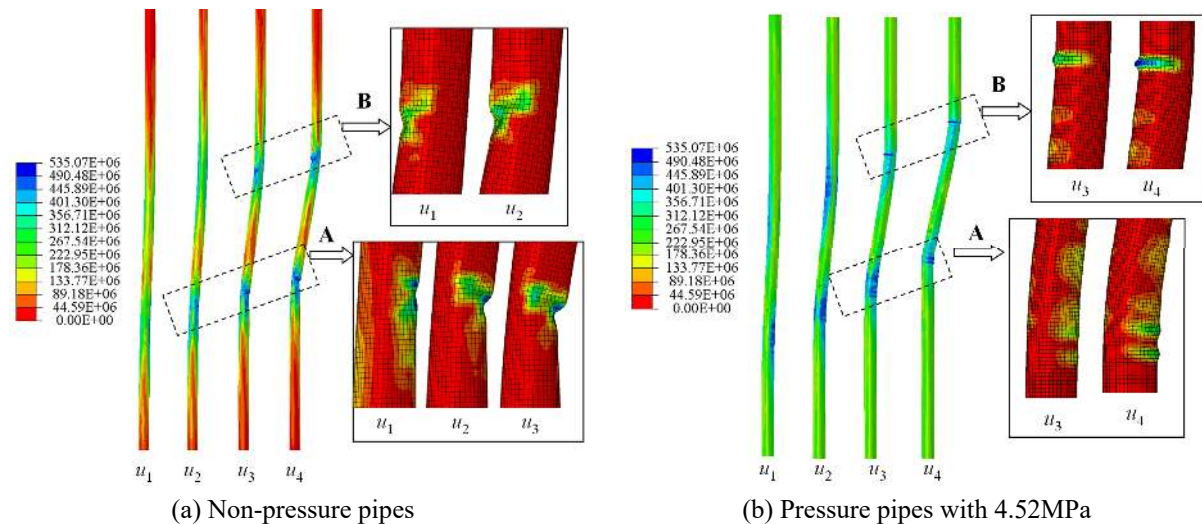 B
u1 u2
535.07E+06
490.48E+06
445.89E+06
401.30E+06
356.71E+06
312.12E+06
267.54E+06
222.95E+06
178.36E+06
133.77E+06
89.18E+06
44.59E+06
0.00E+00
A
u1 u2 u3
u1 u2 u3 u4
(a) Non-pressure pipes
B
u3 u4
535.07E+06
490.48E+06
445.89E+06
401.30E+06
356.71E+06
312.12E+06
267.54E+06
222.95E+06
178.36E+06
133.77E+06
89.18E+06
44.59E+06
0.00E+00
A
u3 u4
u1 u2 u3 u4
(b) Pressure pipes with 4.52MPa